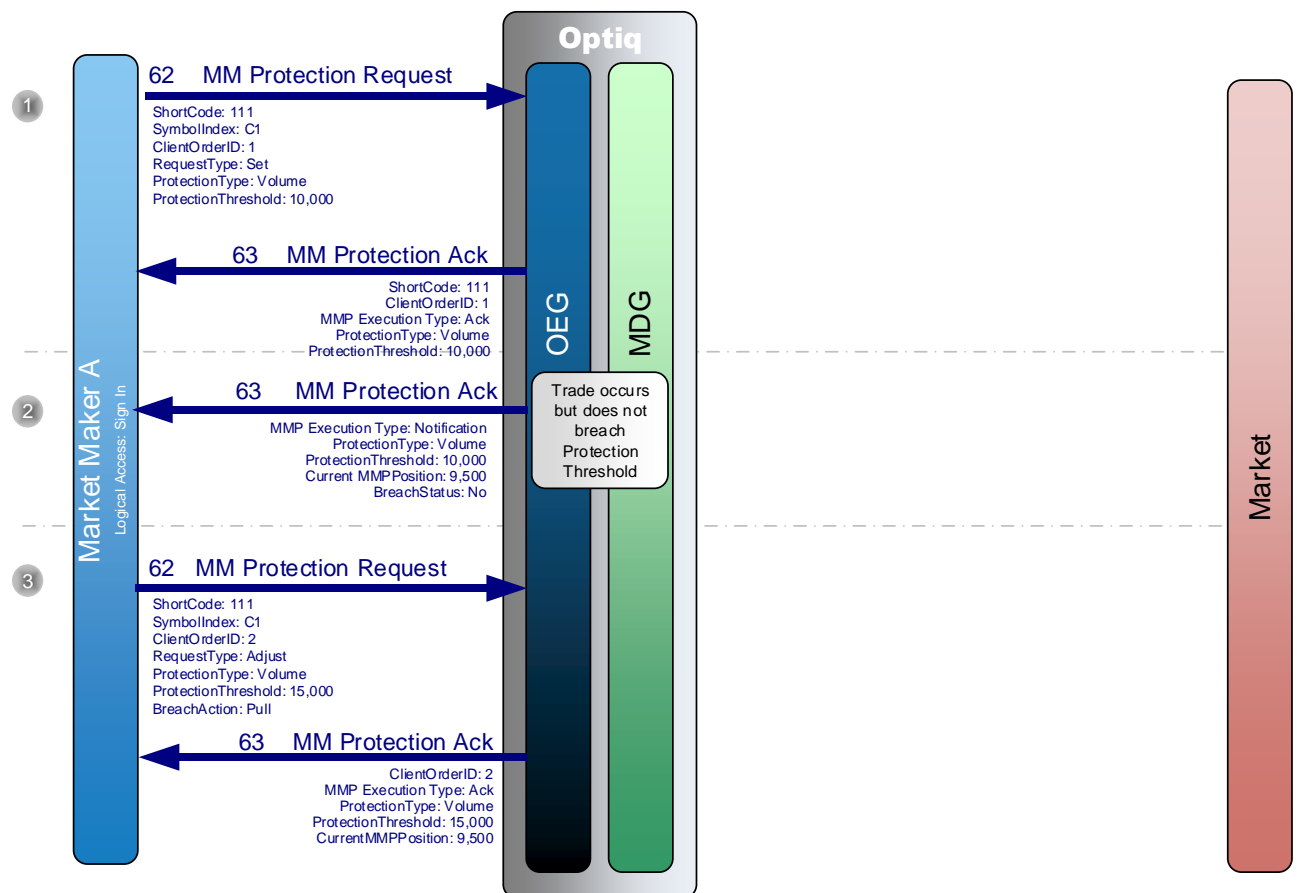 Optiq
1
62 MM Protection Request
ShortCode: 111
SymbolIndex: C1
ClientOrderID: 1
RequestType: Set
ProtectionType: Volume
ProtectionThreshold: 10,000
63 MM Protection Ack
ShortCode: 111
ClientOrderID: 1
MMP Execution Type: Ack
ProtectionType: Volume
ProtectionThreshold: 10,000
Market Maker A
Logical Access: Sign In
OEG
MDG
Market
2
63 MM Protection Ack
MMP Execution Type: Notification
ProtectionType: Volume
ProtectionThreshold: 10,000
Current MMPPosition: 9,500
BreachStatus: No
Trade occurs
but does not
breach
Protection
Threshold
3
62 MM Protection Request
ShortCode: 111
SymbolIndex: C1
ClientOrderID: 2
RequestType: Adjust
ProtectionType: Volume
ProtectionThreshold: 15,000
BreachAction: Pull
63 MM Protection Ack
ClientOrderID: 2
MMP Execution Type: Ack
ProtectionType: Volume
ProtectionThreshold: 15,000
CurrentMMPPosition: 9,500